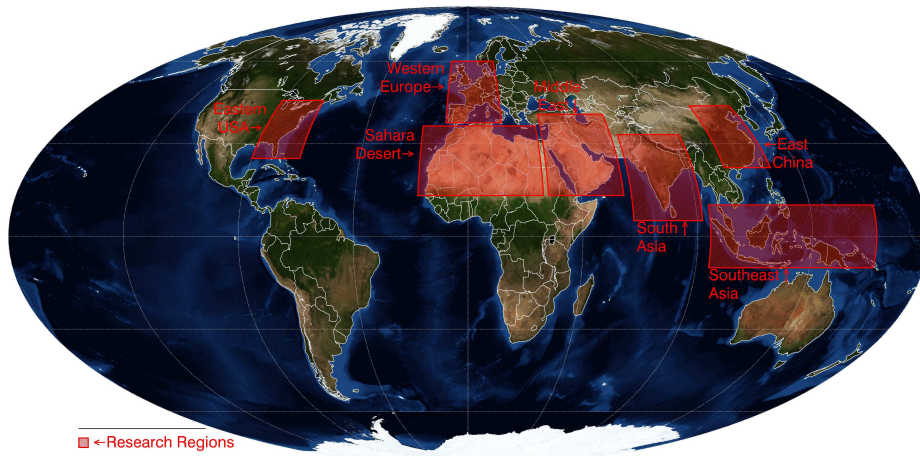 Western
Europe→
Middle
East
Eastern
USA→
Sahara
Desert→
←East
China
South ↑
Asia
Southeast ↑
Asia
←Research Regions